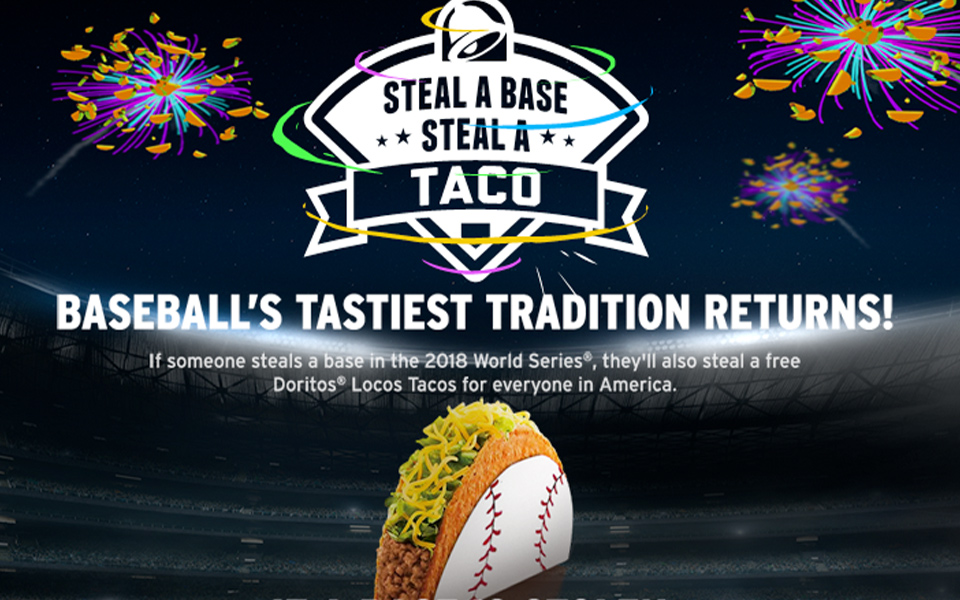 STEAL A BASE
STEAL A
TACO
BASEBALL'S TASTIEST TRADITION RETURNS!
If someone steals a base in the 2018 World Series®, they'll also steal a free
Doritos® Locos Tacos for everyone in America.